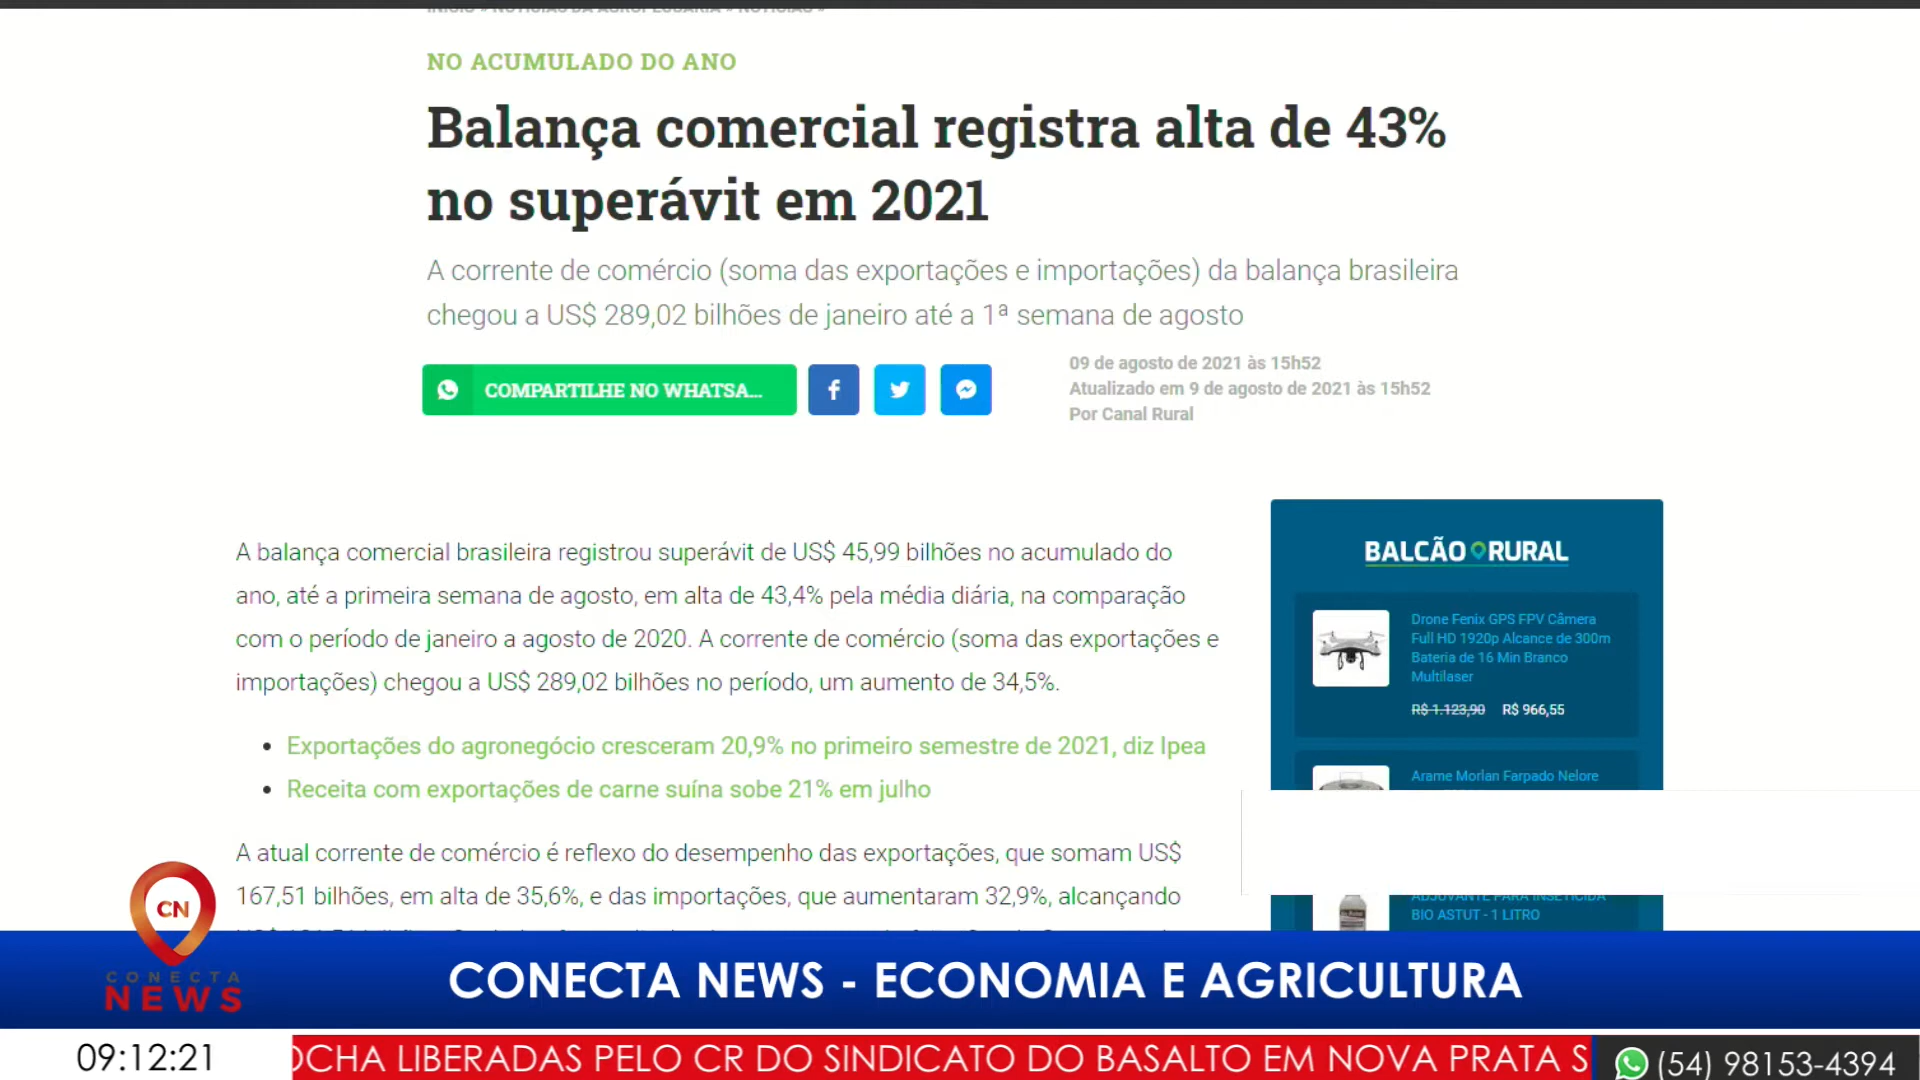 NO ACUMULADO DO ANO
Balança comercial registra alta de 43%
no superávit em 2021
A corrente de comércio (soma das exportações e importações) da balança brasileira
chegou a US$ 289,02 bilhões de janeiro até a 1ª semana de agosto
COMPARTILHE NO WHATSA...
09 de agosto de 2021 às 15h52
Atualizado em 9 de agosto de 2021 às 15h52
Por Canal Rural
A balança comercial brasileira registrou superávit de US$ 45,99 bilhões no acumulado do
ano, até a primeira semana de agosto, em alta de 43,4% pela média diária, na comparação
com o período de janeiro a agosto de 2020. A corrente de comércio (soma das exportações e
importações) chegou a US$ 289,02 bilhões no período, um aumento de 34,5%.
Exportações do agronegócio cresceram 20,9% no primeiro semestre de 2021, diz Ipea
Receita com exportações de carne suína sobe 21% em julho
A atual corrente de comércio é reflexo do desempenho das exportações, que somam US$
167,51 bilhões, em alta de 35,6%, e das importações, que aumentaram 32,9%, alcançando
BALCÃO RURAL
Drone Fenix GPS FPV Câmera
Full HD 1920p Alcance de 300m
Bateria de 16 Min Branco
Multilaser
R$ 1.123,90 R$ 966,55
Arame Morlan Farpado Nelore
ADJUVANTE PARA INSETICIDA
BIO ASTUT - 1 LITRO
CN
CONECTA
NEWS
CONECTA NEWS - ECONOMIA E AGRICULTURA
09:12:21
OCHA LIBERADAS PELO CR DO SINDICATO DO BASALTO EM NOVA PRATA S
(54) 98153-4394